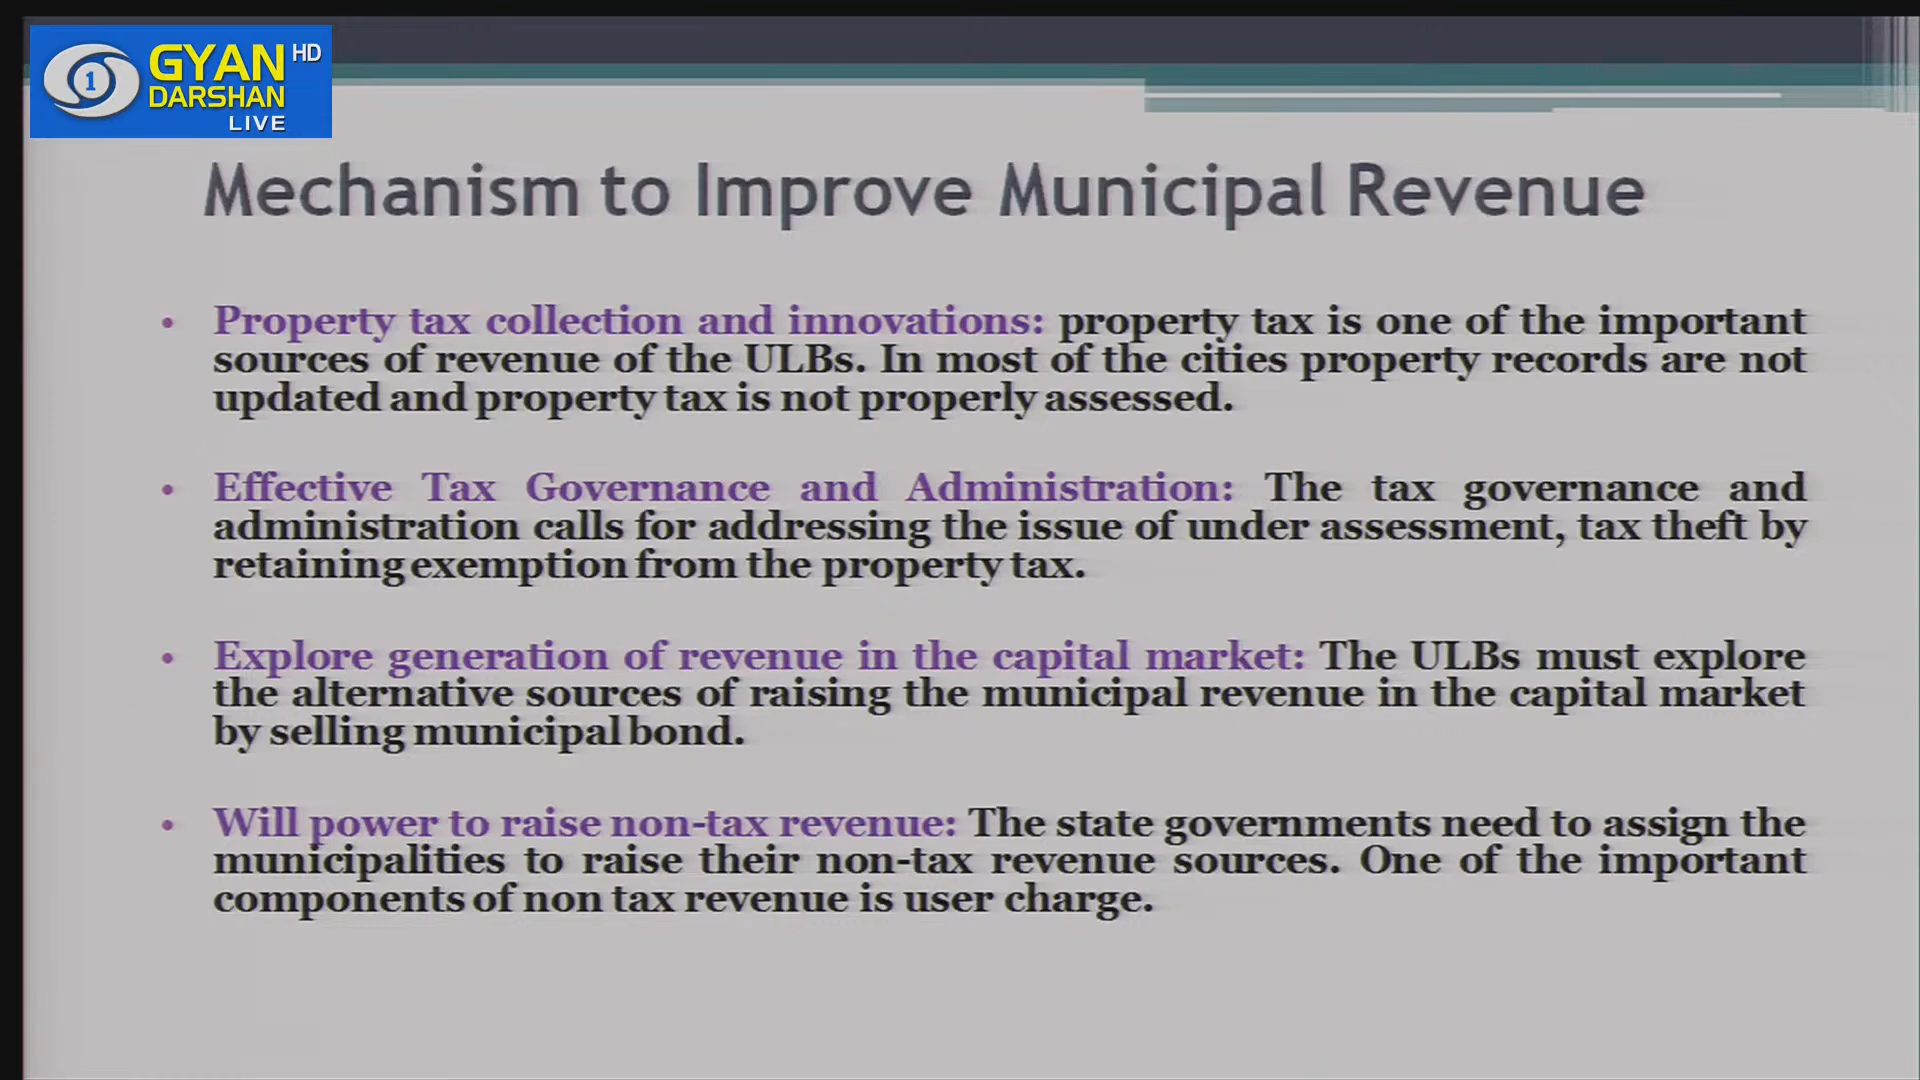 1
GYAN HD
DARSHAN
LIVE
Mechanism to Improve Municipal Revenue
• Property tax collection and innovations: property tax is one of the important
sources of revenue of the ULBs. In most of the cities property records are not
updated and property tax is not properly assessed.
• Effective Tax Governance and Administration: The tax governance and
administration calls for addressing the issue of under assessment, tax theft by
retaining exemption from the property tax.
• Explore generation of revenue in the capital market: The ULBs must explore
the alternative sources of raising the municipal revenue in the capital market
by selling municipal bond.
• Will power to raise non-tax revenue: The state governments need to assign the
municipalities to raise their non-tax revenue sources. One of the important
components of non tax revenue is user charge.